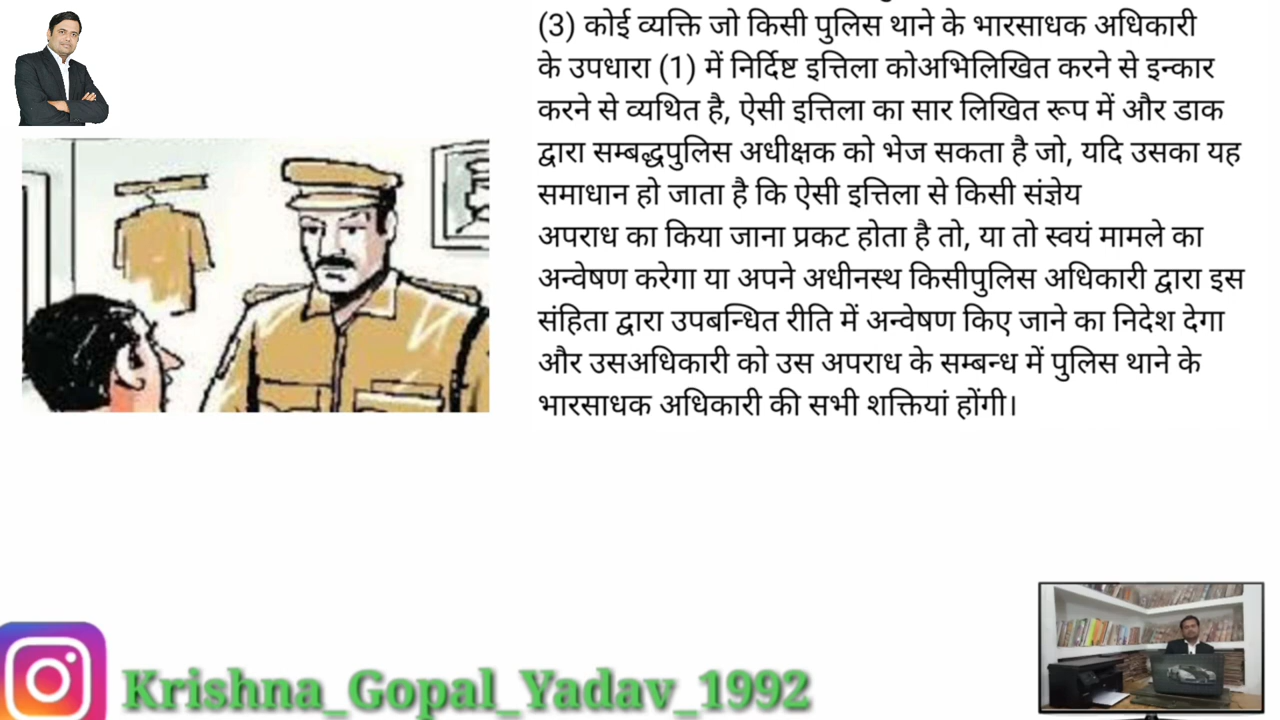 (3) कोई व्यक्ति जो किसी पुलिस थाने के भारसाधक अधिकारी
के उपधारा (1) में निर्दिष्ट इत्तिला कोअभिलिखित करने से इन्कार
करने से व्यथित है, ऐसी इत्तिला का सार लिखित रूप में और डाक
द्वारा सम्बद्धपुलिस अधीक्षक को भेज सकता है जो, यदि उसका यह
समाधान हो जाता है कि ऐसी इत्तिला से किसी संज्ञेय
अपराध का किया जाना प्रकट होता है तो, या तो स्वयं मामले का
अन्वेषण करेगा या अपने अधीनस्थ किसीपुलिस अधिकारी द्वारा इस
संहिता द्वारा उपबन्धित रीति में अन्वेषण किए जाने का निदेश देगा
और उसअधिकारी को उस अपराध के सम्बन्ध में पुलिस थाने के
भारसाधक अधिकारी की सभी शक्तियां होंगी।
Krishna_Gopal_Yadav_1992